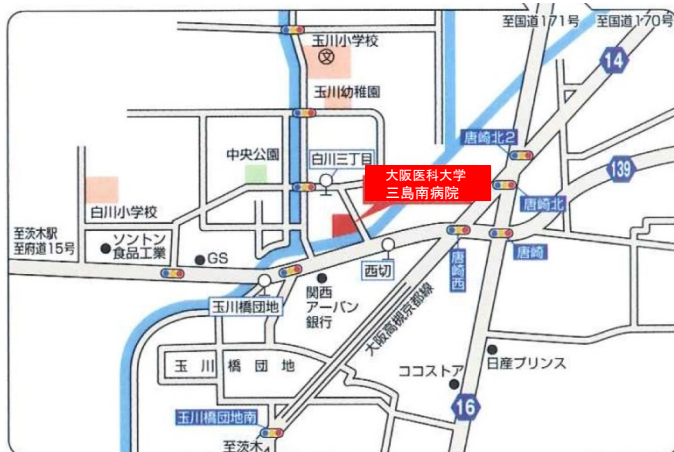 至国道171号
至国道170号
玉川小学校
文
14
玉川幼稚園
唐崎北2
中央公園
白川三丁目
大阪医科大学
三島南病院
139
白川小学校
唐崎北
至茨木駅
至府道15号
ソントン
食品工業
GS
唐崎
西切
唐崎西
玉川橋団地
関西
アーバン
銀行
大阪高槻京都線
玉川橋団地
ココストア
日産プリンス
16
玉川橋団地南
至茨木